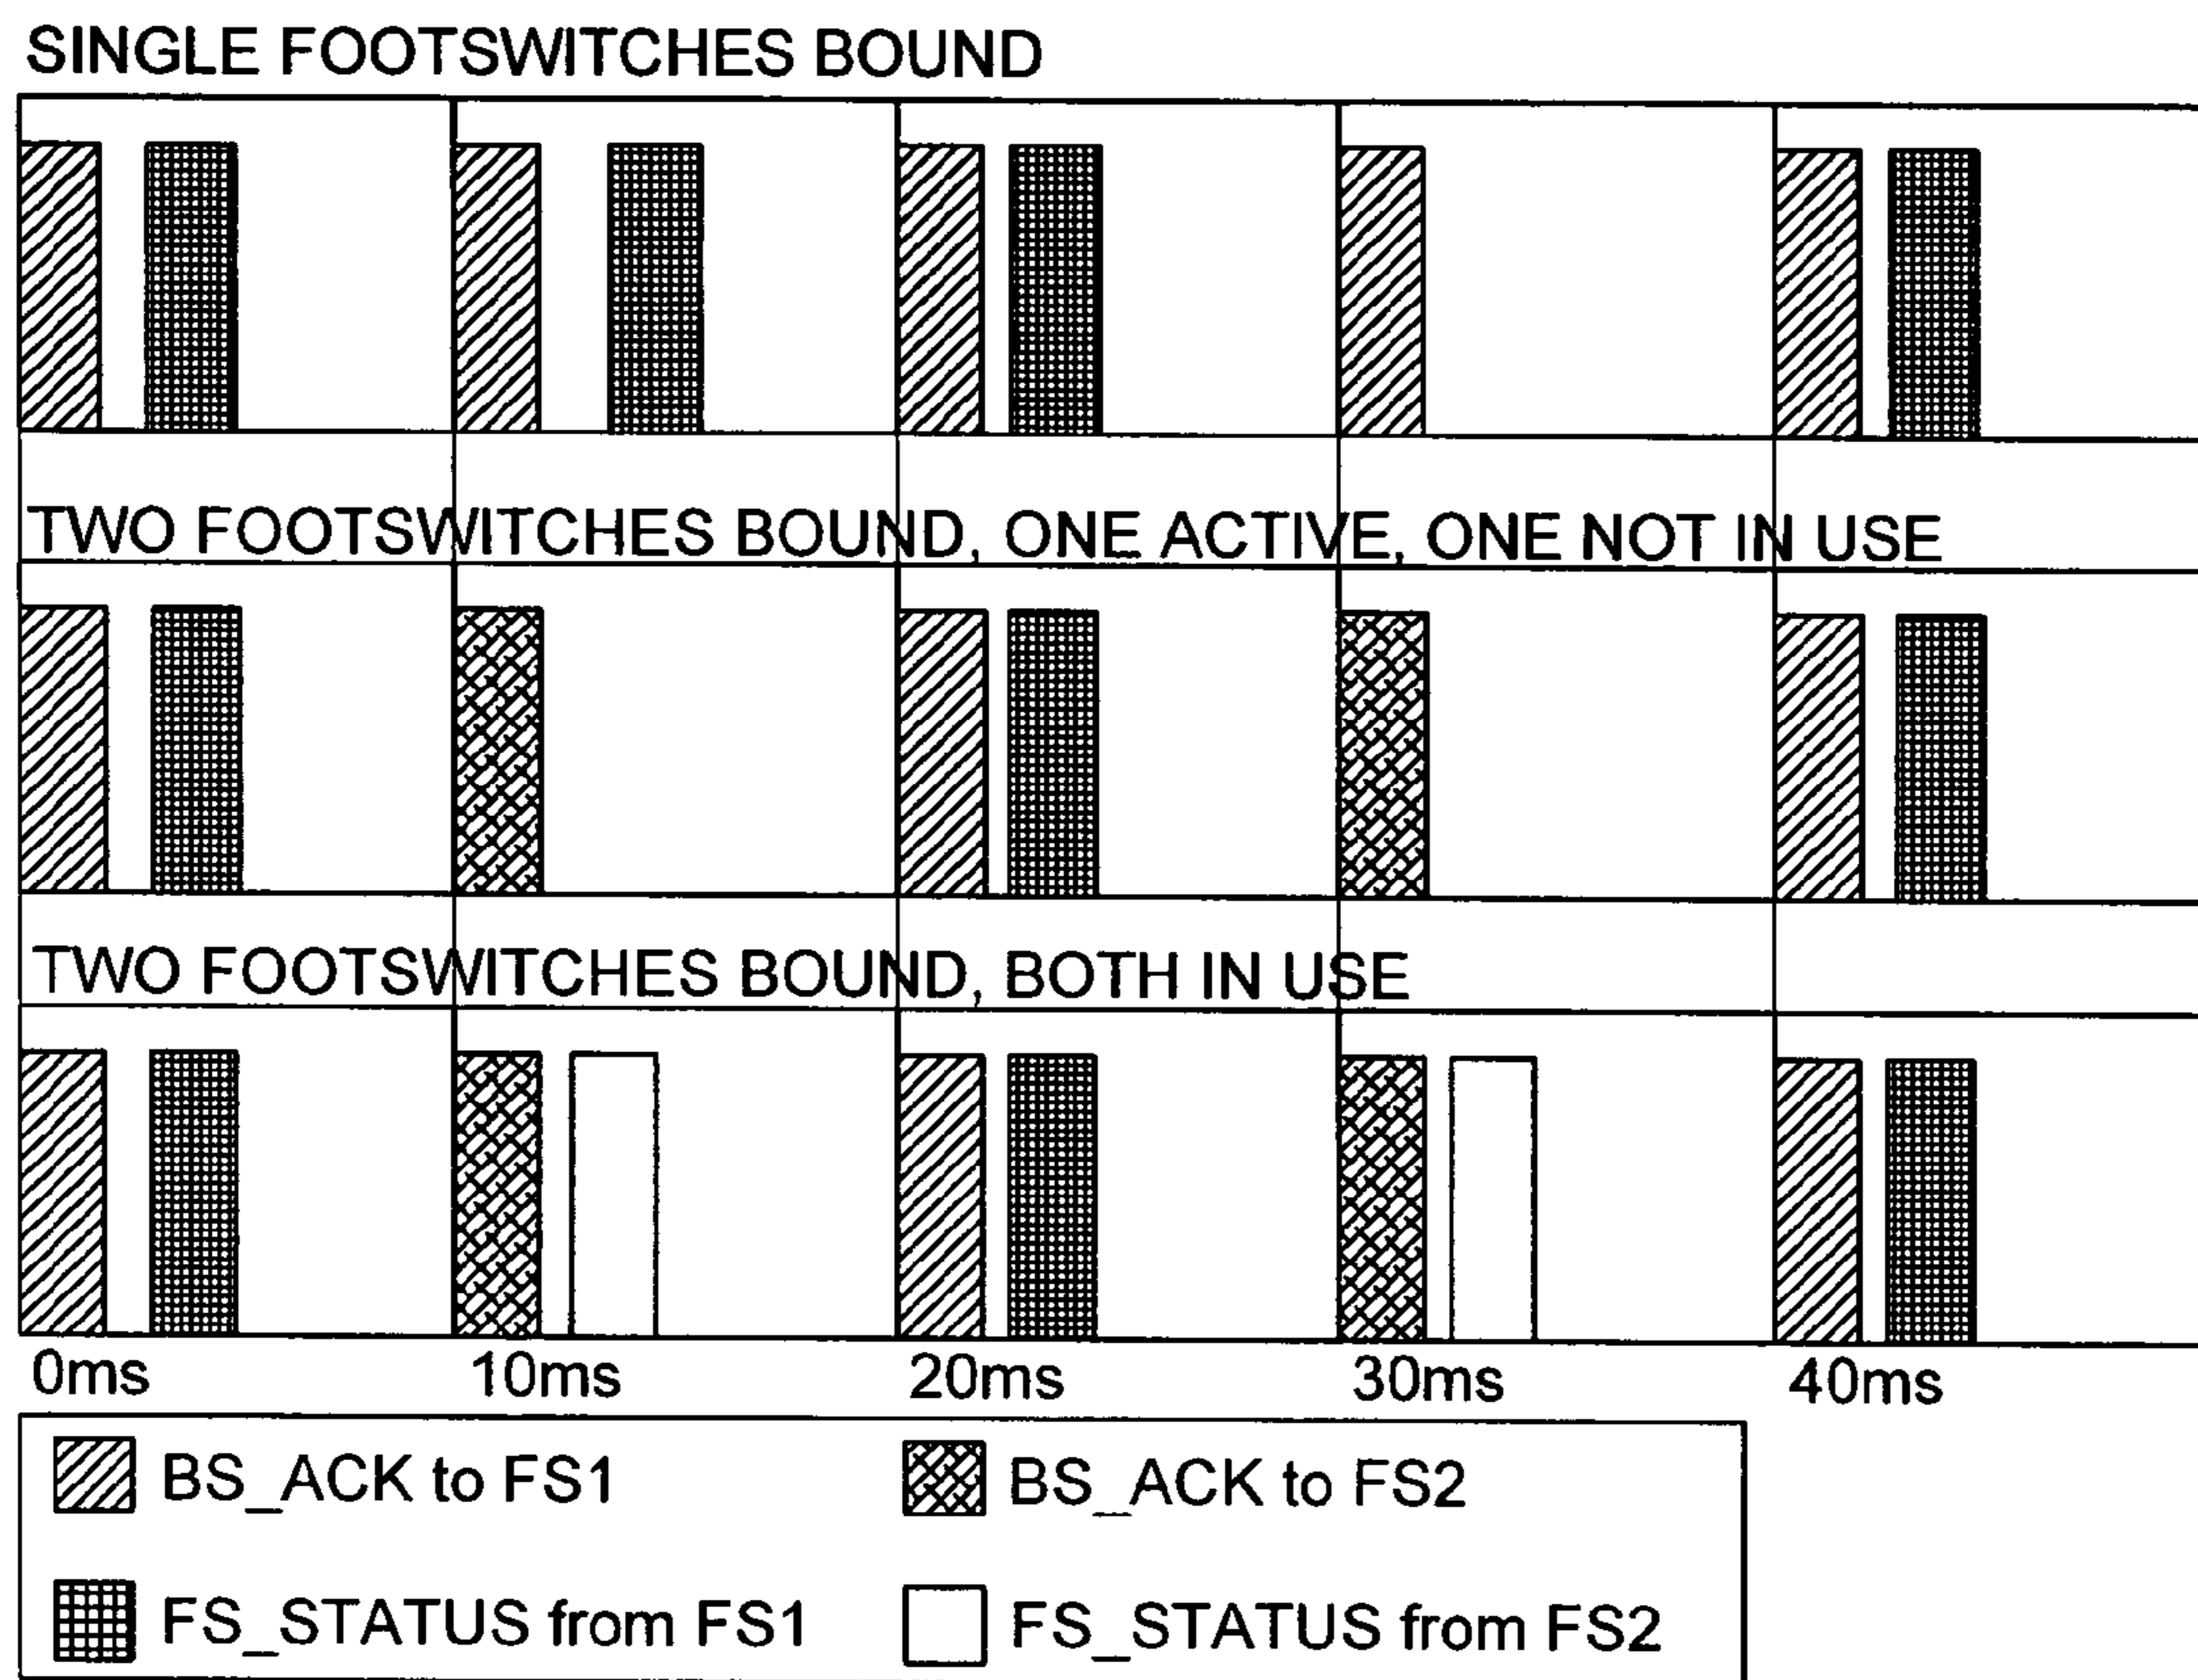 SINGLE FOOTSWITCHES BOUND
TWO FOOTSWITCHES BOUND, ONE ACTIVE, ONE NOT IN USE
TWO FOOTSWITCHES BOUND, BOTH IN USE
0ms 10ms 20ms 30ms 40ms
BS_ACK to FS1 BS_ACK to FS2
FS_STATUS from FS1 FS_STATUS from FS2